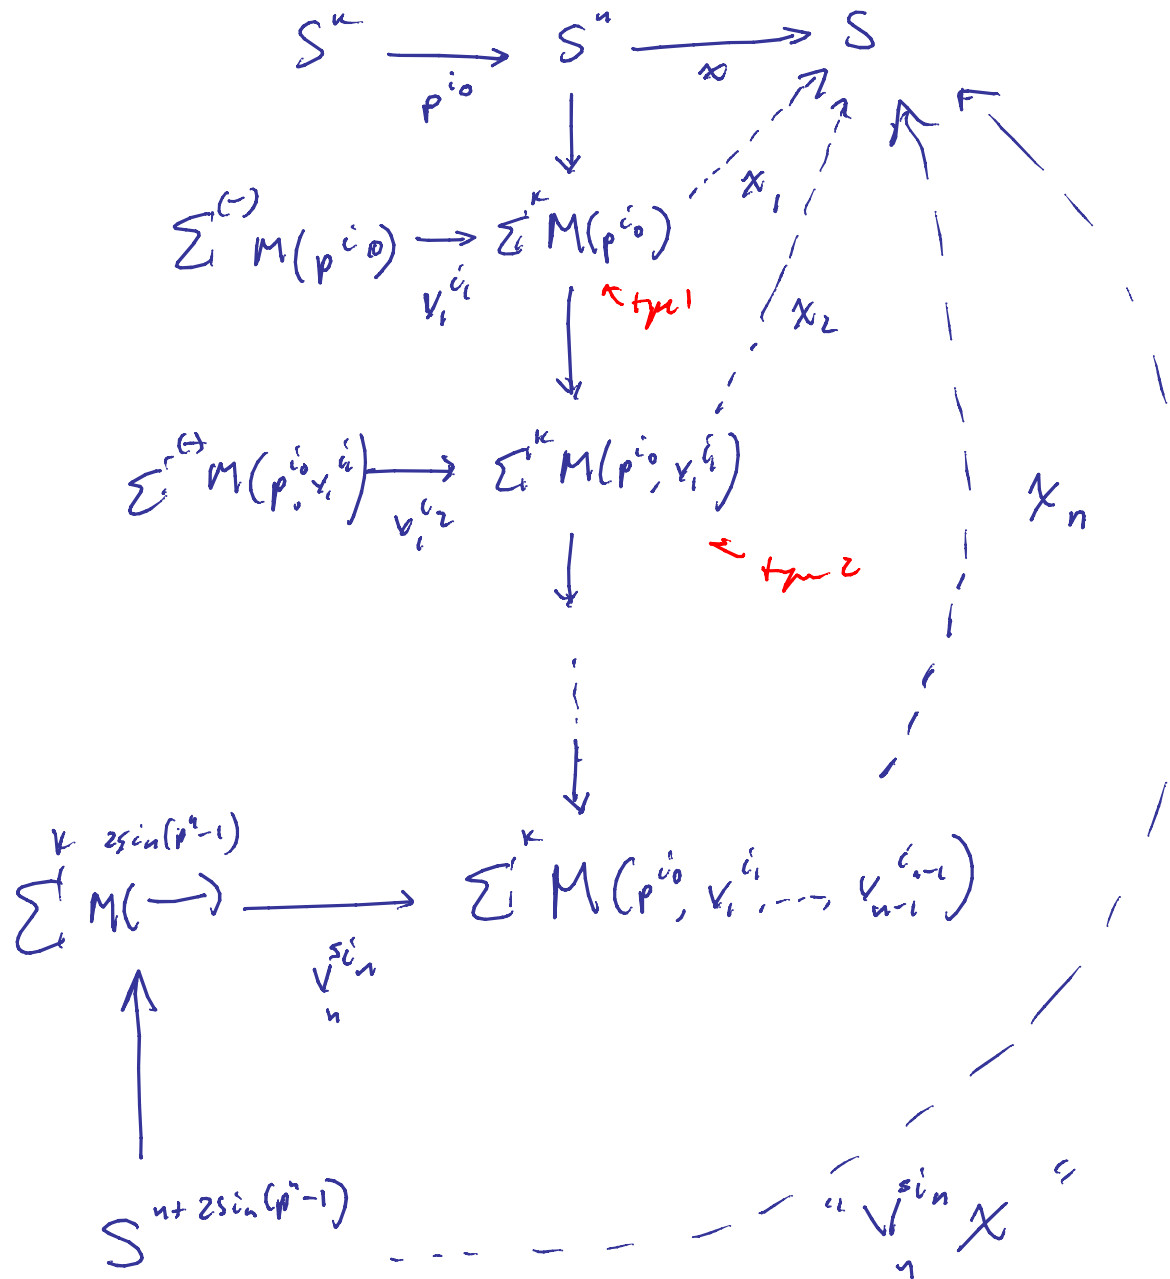 S^k → S^n → S
p^{i_0} x
Σ^{(-)} M(p^{i_0}) → Σ^k M(p^{i_0}) x_1
v_1^{i_1} ↖ type 1
x_2
Σ^{(-)} M(p^{i_0}, v_1^{i_1}) → Σ^k M(p^{i_0}, v_1^{i_1}) x_n
v_1^{i_2} ← type 2
Σ^{k 2si_n(p^n-1)} M(—) → Σ^k M(p^{i_0}, v_1^{i_1}, ..., v_{n-1}^{i_{n-1}})
v_n^{si_n}
S^{n+2si_n(p^n-1)} "v_n^{si_n} x"